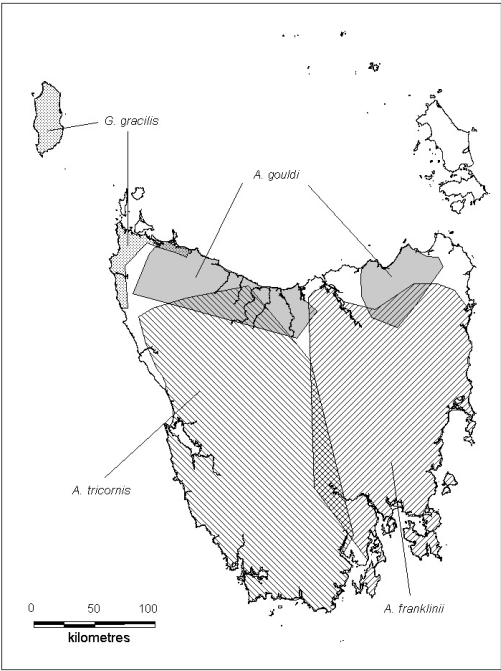 G. gracilis
A. gouldi
A. tricornis
A. franklinii
0 50 100
kilometres